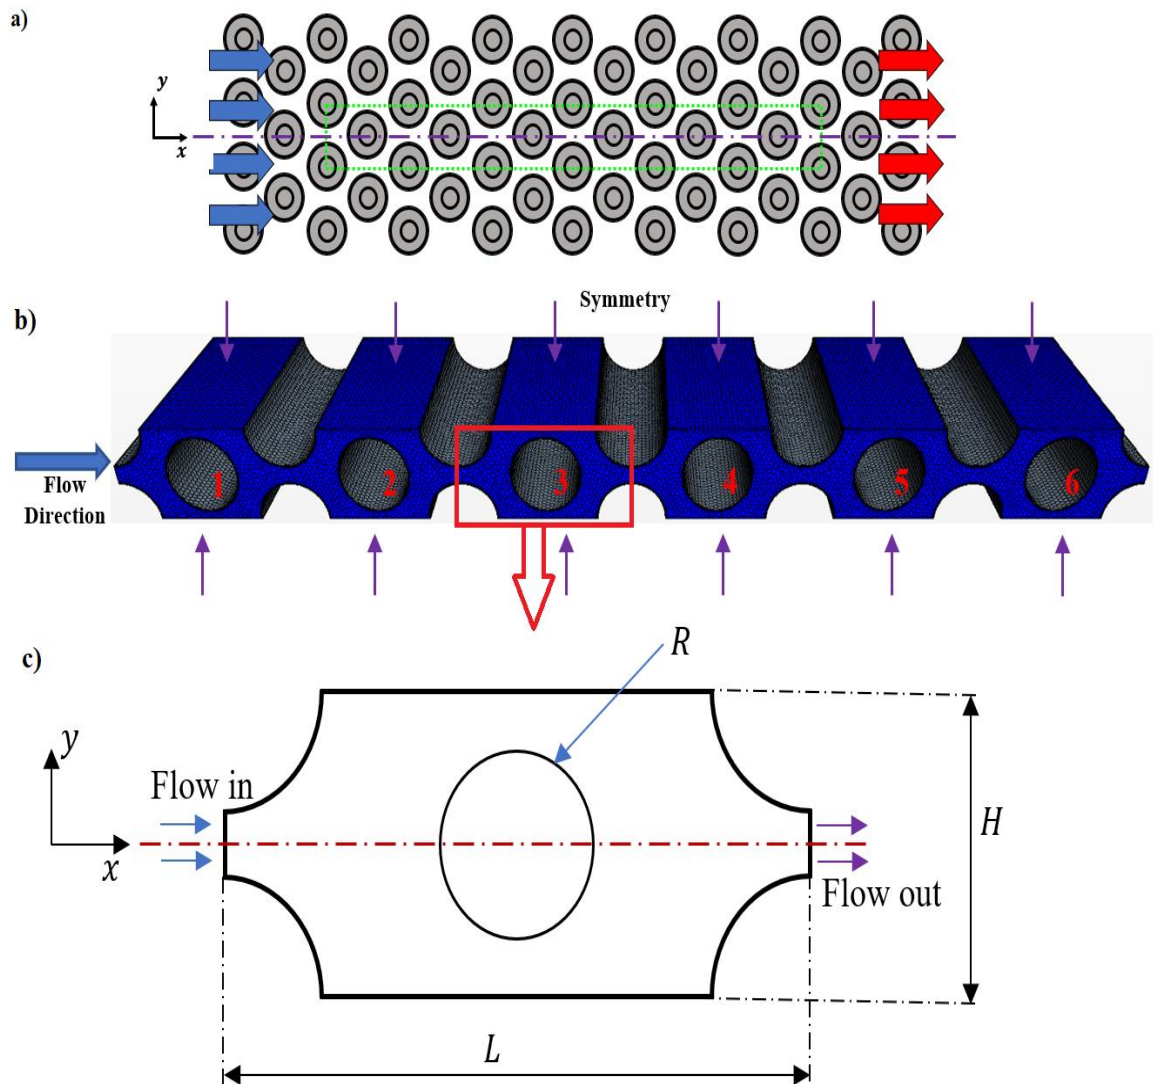 a)
y
x
Symmetry
b)
1 2 3 4 5 6
Flow
Direction
c)
R
y
Flow in
H
x
Flow out
L